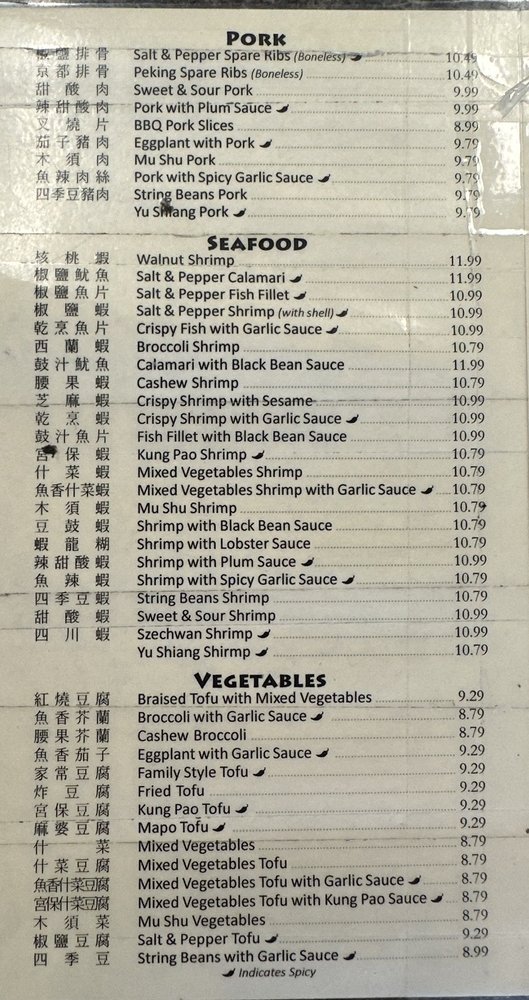 PORK
椒鹽排骨 Salt & Pepper Spare Ribs (Boneless) 10.49
京都排骨 Peking Spare Ribs (Boneless) 10.49
甜酸肉 Sweet & Sour Pork 9.99
辣甜酸肉 Pork with Plum Sauce 9.99
叉燒片 BBQ Pork Slices 8.99
茄子豬肉 Eggplant with Pork 9.79
木須肉 Mu Shu Pork 9.79
魚辣肉絲 Pork with Spicy Garlic Sauce 9.79
四季豆豬肉 String Beans Pork 9.79
Yu Shiang Pork 9.79
SEAFOOD
核桃蝦 Walnut Shrimp 11.99
椒鹽魷魚 Salt & Pepper Calamari 11.99
椒鹽魚片 Salt & Pepper Fish Fillet 10.99
椒鹽蝦 Salt & Pepper Shrimp (with shell) 10.99
乾烹魚片 Crispy Fish with Garlic Sauce 10.99
西蘭蝦 Broccoli Shrimp 10.79
鼓汁魷魚 Calamari with Black Bean Sauce 11.99
腰果蝦 Cashew Shrimp 10.79
芝麻蝦 Crispy Shrimp with Sesame 10.99
乾烹蝦 Crispy Shrimp with Garlic Sauce 10.99
鼓汁魚片 Fish Fillet with Black Bean Sauce 10.99
宮保蝦 Kung Pao Shrimp 10.79
什菜蝦 Mixed Vegetables Shrimp 10.79
魚香什菜蝦 Mixed Vegetables Shrimp with Garlic Sauce 10.79
木須蝦 Mu Shu Shrimp 10.79
豆鼓蝦 Shrimp with Black Bean Sauce 10.79
蝦龍糊 Shrimp with Lobster Sauce 10.79
辣甜酸蝦 Shrimp with Plum Sauce 10.99
魚辣蝦 Shrimp with Spicy Garlic Sauce 10.79
四季豆蝦 String Beans Shrimp 10.79
甜酸蝦 Sweet & Sour Shrimp 10.99
四川蝦 Szechwan Shrimp 10.99
Yu Shiang Shirmp 10.79
VEGETABLES
紅燒豆腐 Braised Tofu with Mixed Vegetables 9.29
魚香芥蘭 Broccoli with Garlic Sauce 8.79
腰果芥蘭 Cashew Broccoli 8.79
魚香茄子 Eggplant with Garlic Sauce 9.29
家常豆腐 Family Style Tofu 9.29
炸豆腐 Fried Tofu 9.29
宮保豆腐 Kung Pao Tofu 9.29
麻婆豆腐 Mapo Tofu 9.29
什菜 Mixed Vegetables 8.79
什菜豆腐 Mixed Vegetables Tofu 8.79
魚香什菜豆腐 Mixed Vegetables Tofu with Garlic Sauce 8.79
宮保什菜豆腐 Mixed Vegetables Tofu with Kung Pao Sauce 8.79
木須菜 Mu Shu Vegetables 8.79
椒鹽豆腐 Salt & Pepper Tofu 9.29
四季豆 String Beans with Garlic Sauce 8.99
Indicates Spicy